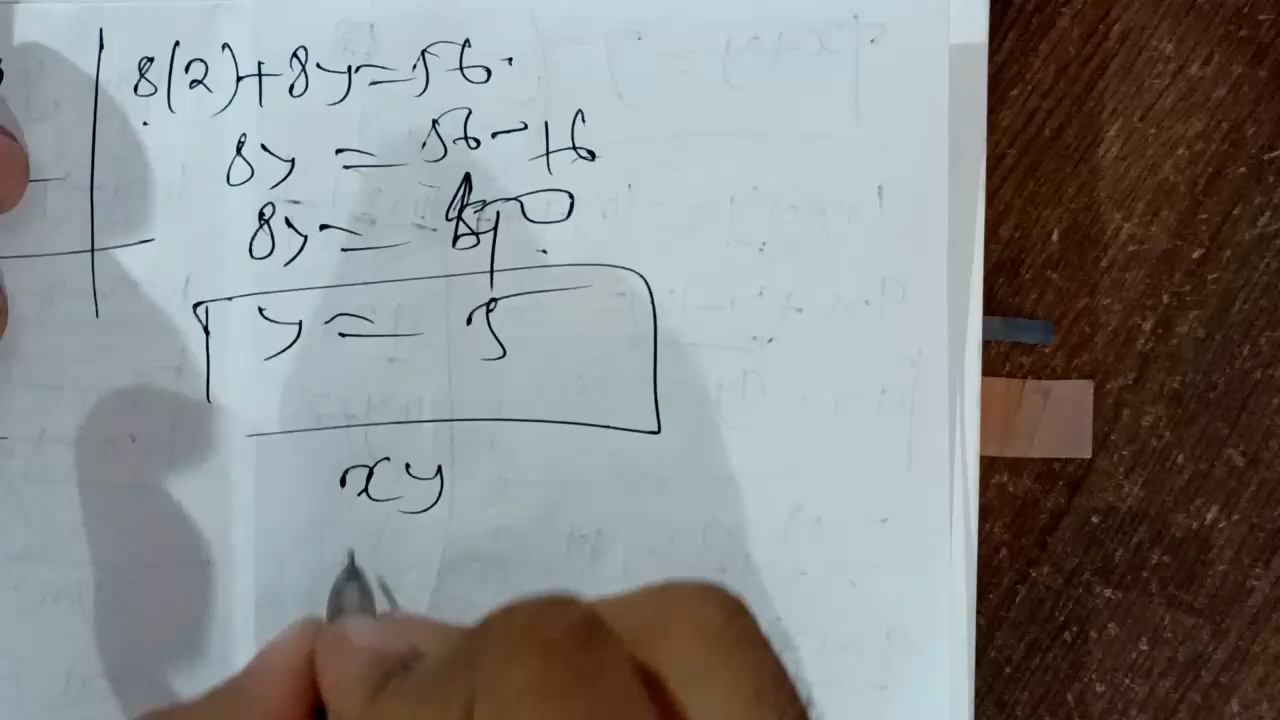 8(2)+8y=56.
8y = 56-16
8y = 40
y = 5
xy